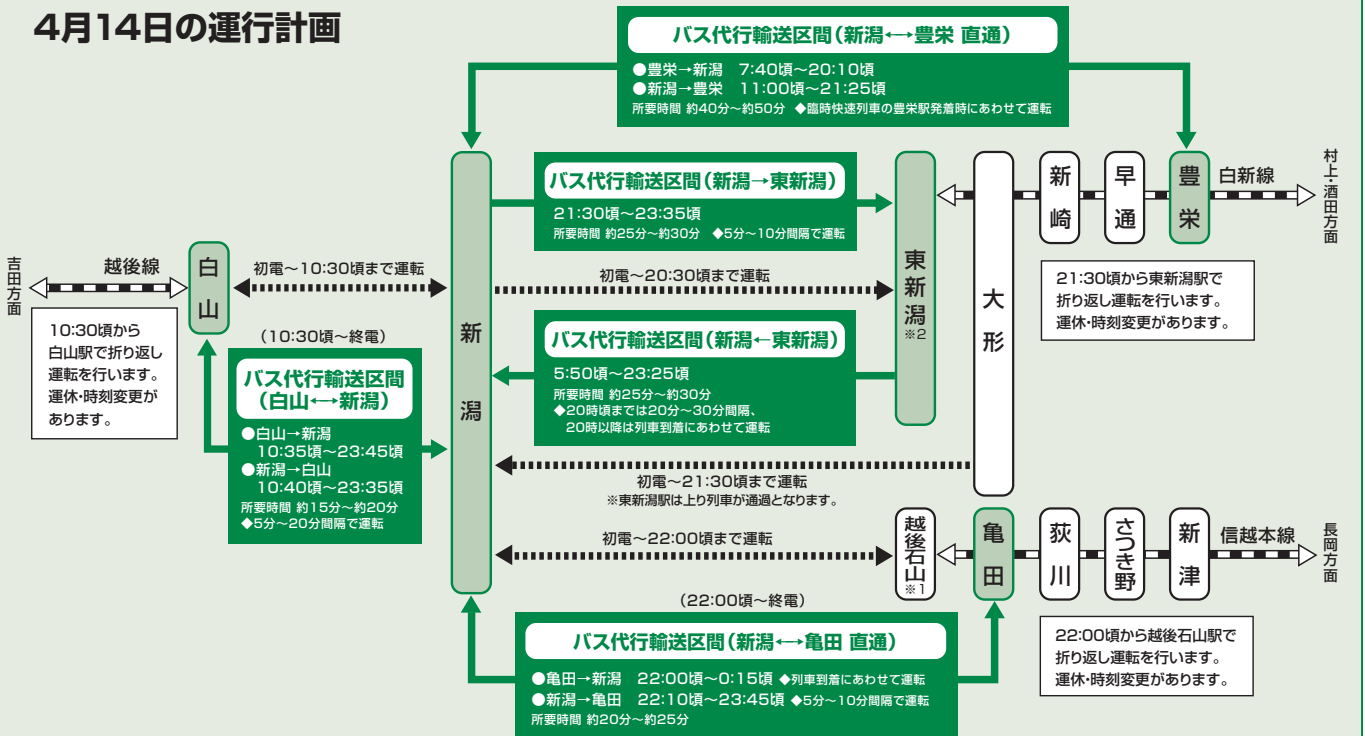 4月14日の運行計画
バス代行輸送区間(新潟←→豊栄 直通)
●豊栄→新潟 7:40頃〜20:10頃
●新潟→豊栄 11:00頃〜21:25頃
所要時間 約40分〜約50分 ◆臨時快速列車の豊栄駅発着時にあわせて運転
バス代行輸送区間(新潟→東新潟)
21:30頃〜23:35頃
所要時間 約25分〜約30分 ◆5分〜10分間隔で運転
初電〜20:30頃まで運転
バス代行輸送区間(新潟←東新潟)
5:50頃〜23:25頃
所要時間 約25分〜約30分
◆20時頃までは20分〜30分間隔、
20時以降は列車到着にあわせて運転
初電〜21:30頃まで運転
※東新潟駅は上り列車が通過となります。
吉田方面
越後線
白山
初電〜10:30頃まで運転
新潟
10:30頃から
白山駅で折り返し
運転を行います。
運休・時刻変更が
あります。
(10:30頃〜終電)
バス代行輸送区間
(白山←→新潟)
●白山→新潟
10:35頃〜23:45頃
●新潟→白山
10:40頃〜23:35頃
所要時間 約15分〜約20分
◆5分〜20分間隔で運転
東新潟※2
大形
新崎
早通
豊栄
白新線
村上・酒田方面
21:30頃から東新潟駅で
折り返し運転を行います。
運休・時刻変更があります。
初電〜22:00頃まで運転
越後石山※1
亀田
荻川
さつき野
新津
信越本線
長岡方面
22:00頃から越後石山駅で
折り返し運転を行います。
運休・時刻変更があります。
(22:00頃〜終電)
バス代行輸送区間(新潟←→亀田 直通)
●亀田→新潟 22:00頃〜0:15頃 ◆列車到着にあわせて運転
●新潟→亀田 22:10頃〜23:45頃 ◆5分〜10分間隔で運転
所要時間 約20分〜約25分